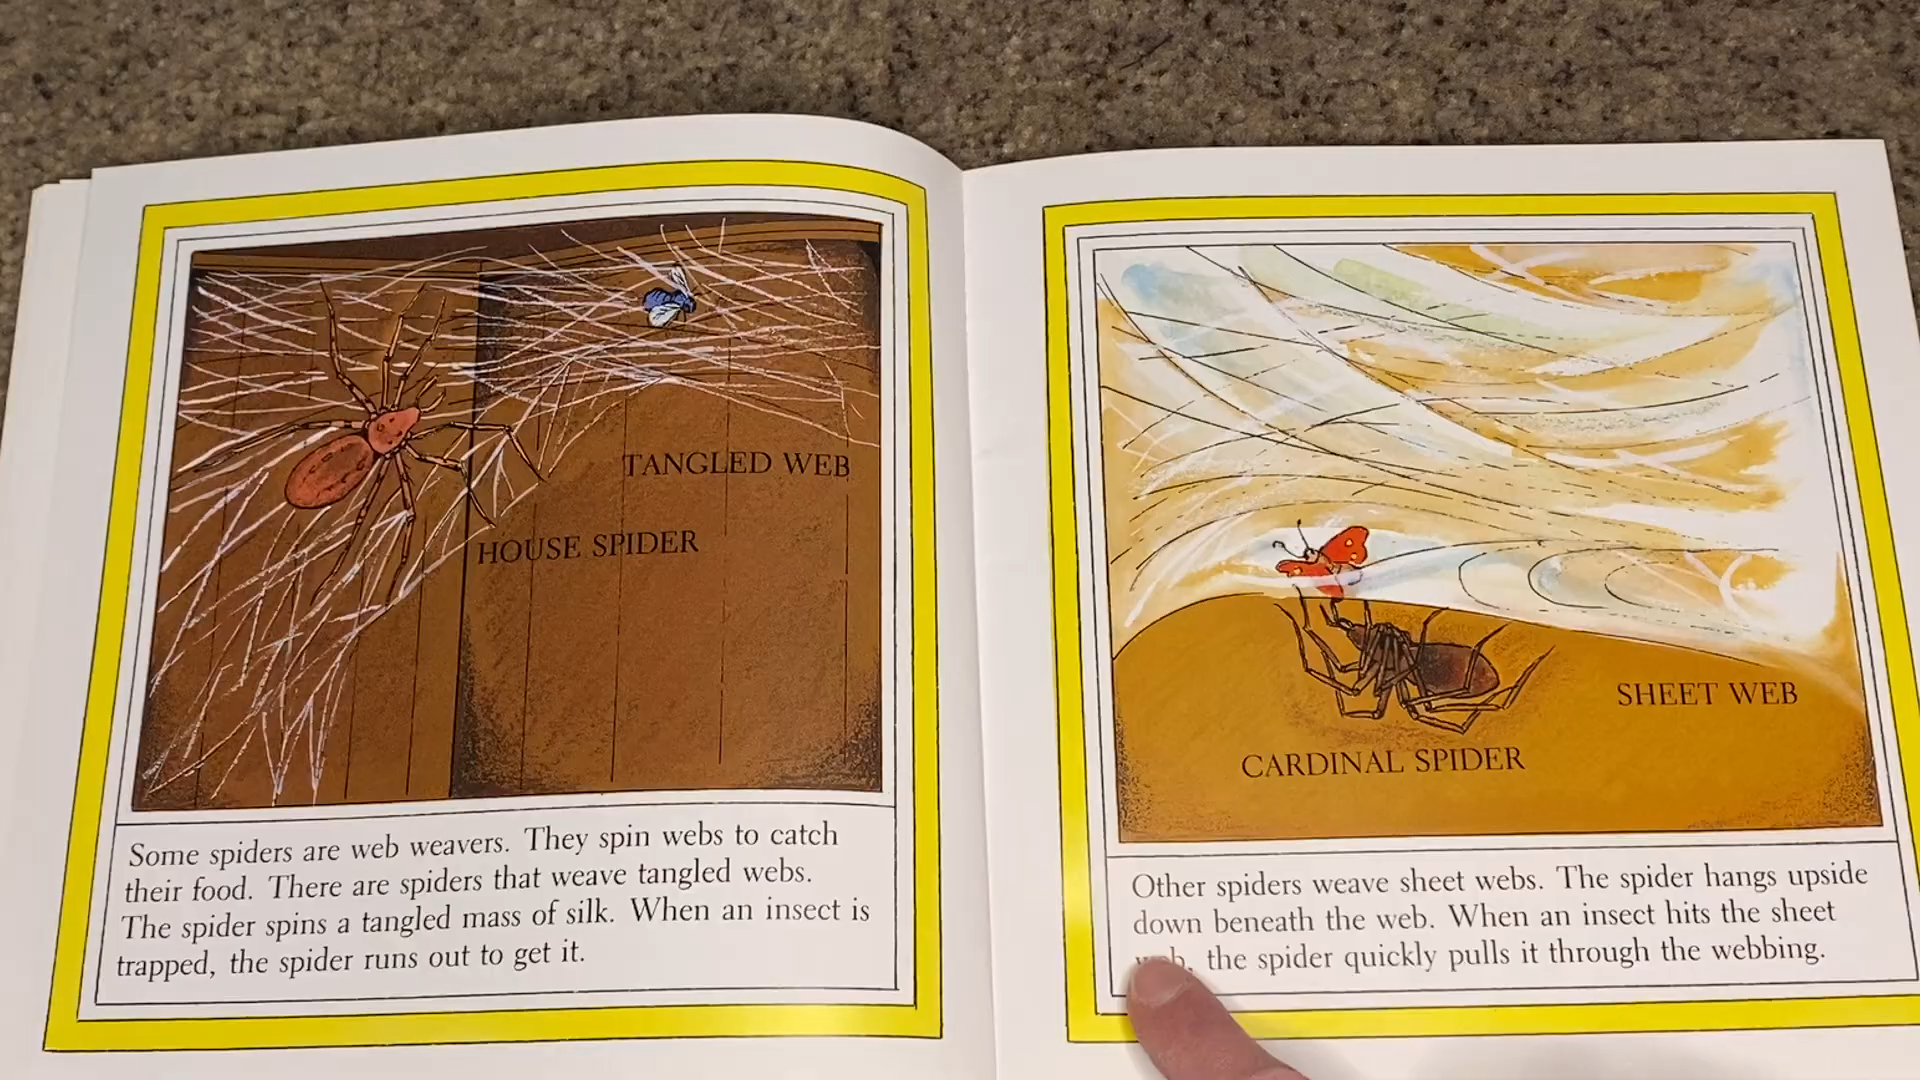 TANGLED WEB
HOUSE SPIDER
Some spiders are web weavers. They spin webs to catch
their food. There are spiders that weave tangled webs.
The spider spins a tangled mass of silk. When an insect is
trapped, the spider runs out to get it.
SHEET WEB
CARDINAL SPIDER
Other spiders weave sheet webs. The spider hangs upside
down beneath the web. When an insect hits the sheet
web, the spider quickly pulls it through the webbing.